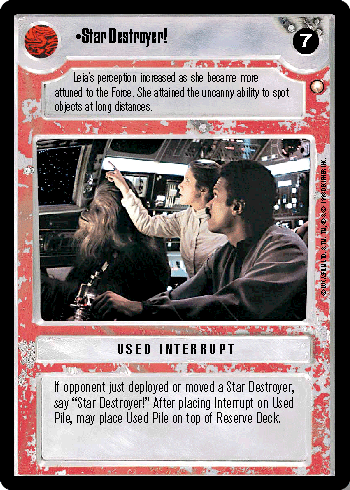 •Star Destroyer!
7
Leia's perception increased as she became more
attuned to the Force. She attained the uncanny ability to spot
objects at long distances.
USED INTERRUPT
If opponent just deployed or moved a Star Destroyer,
say “Star Destroyer!” After placing Interrupt on Used
Pile, may place Used Pile on top of Reserve Deck.